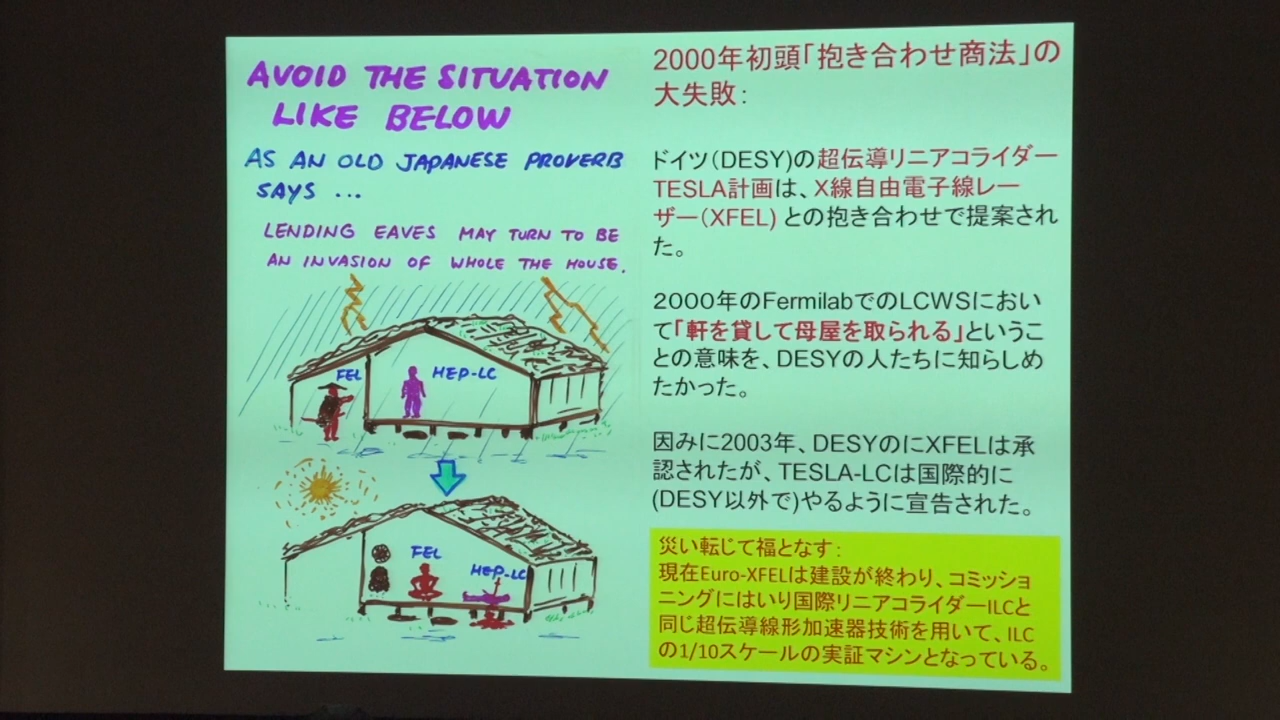 AVOID THE SITUATION
LIKE BELOW
AS AN OLD JAPANESE PROVERB
SAYS ...
LENDING EAVES MAY TURN TO BE
AN INVASION OF WHOLE THE HOUSE.
FEL
HEP-LC
FEL
HEP-LC
2000年初頭「抱き合わせ商法」の
大失敗：
ドイツ（DESY)の超伝導リニアコライダー
TESLA計画は、X線自由電子線レー
ザー（XFEL) との抱き合わせで提案され
た。
２０００年のFermilabでのLCWSにおい
て「軒を貸して母屋を取られる」というこ
との意味を、DESYの人たちに知らしめ
たかった。
因みに2003年、DESYのにXFELは承
認されたが、TESLA-LCは国際的に
(DESY以外で)やるように宣告された。
災い転じて福となす：
現在Euro-XFELは建設が終わり、コミッショ
ニングにはいり国際リニアコライダーILCと
同じ超伝導線形加速器技術を用いて、ILC
の1/10スケールの実証マシンとなっている。